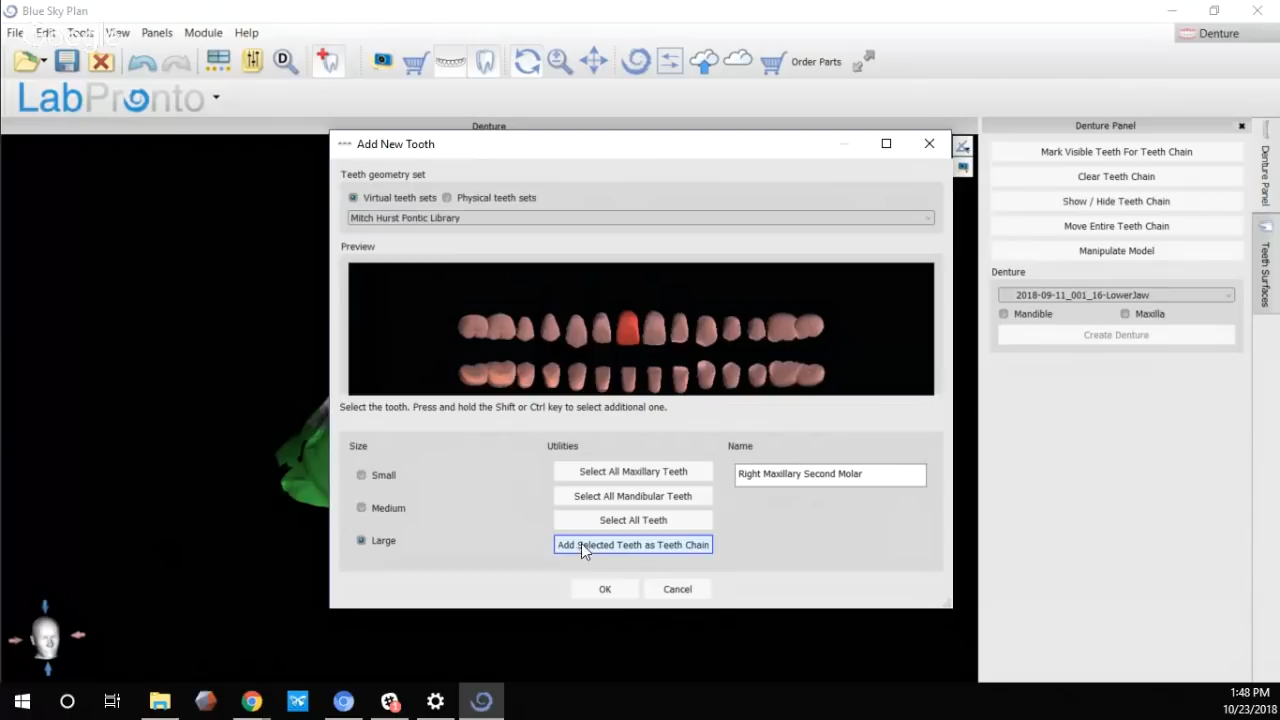 Blue Sky Plan
File Edit Tools View Panels Module Help
Google
Denture
D
Order Parts
LabPronto
Denture
Denture Panel
Add New Tooth
Teeth geometry set
Virtual teeth sets
Physical teeth sets
Mitch Hurst Pontic Library
Preview
Select the tooth. Press and hold the Shift or Ctrl key to select additional one.
Size
Small
Medium
Large
Utilities
Select All Maxillary Teeth
Select All Mandibular Teeth
Select All Teeth
Add Selected Teeth as Teeth Chain
Name
Right Maxillary Second Molar
OK
Cancel
Mark Visible Teeth For Teeth Chain
Clear Teeth Chain
Show / Hide Teeth Chain
Move Entire Teeth Chain
Manipulate Model
Denture
2018-09-11_001_16-LowerJaw
Mandible
Maxilla
Create Denture
Denture Panel
Teeth Surfaces
1:48 PM
10/23/2018